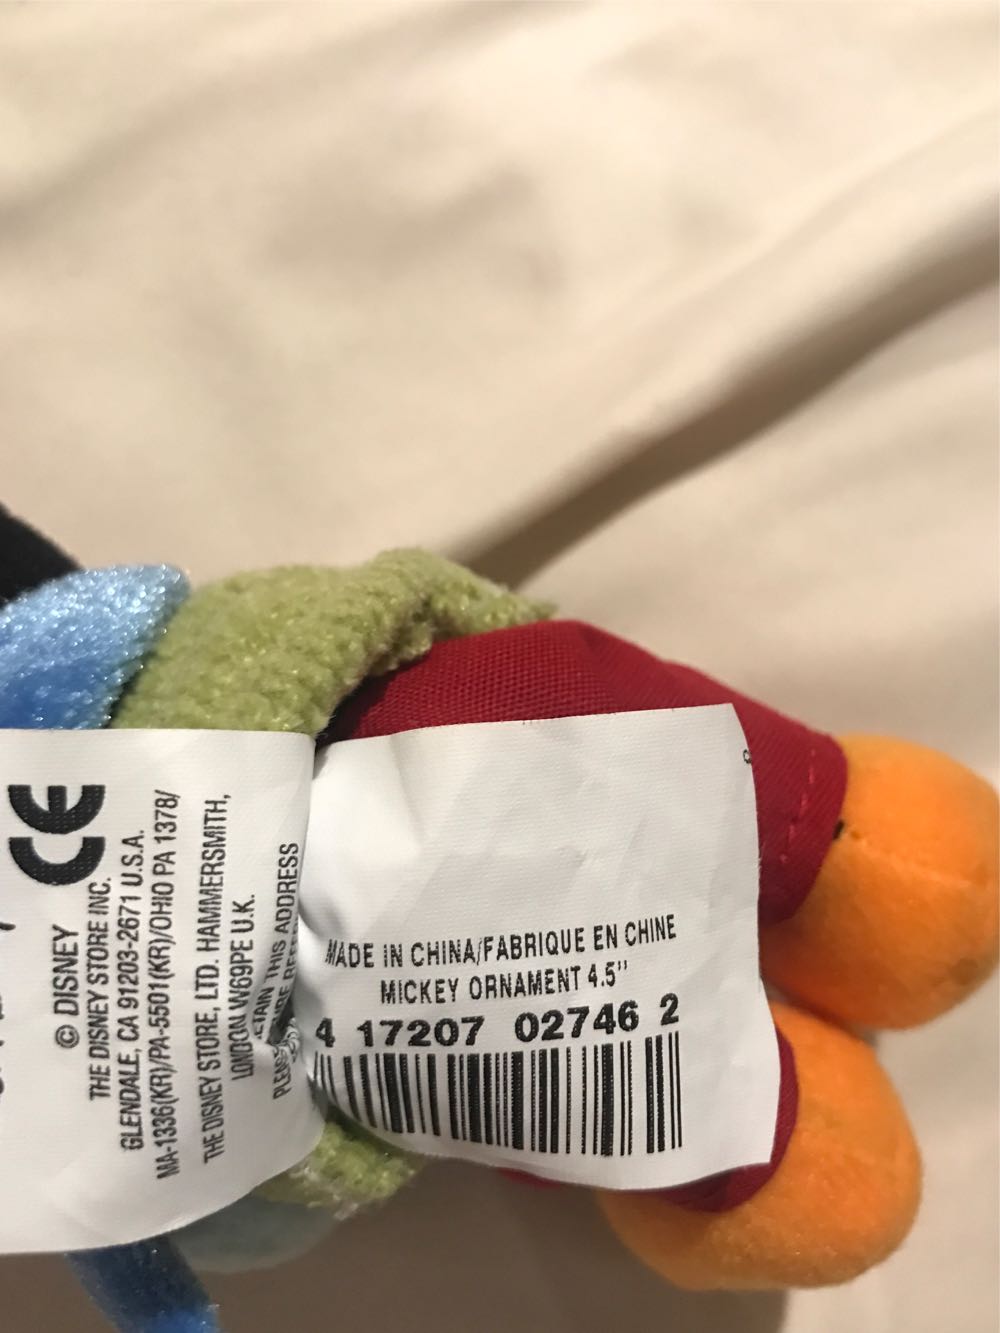 CE
© DISNEY
THE DISNEY STORE INC.
GLENDALE, CA 91203-2671 U.S.A.
MA-1336(KR)/PA-5501(KR)/OHIO PA 1378/
THE DISNEY STORE, LTD. HAMMERSMITH,
LONDON W69PE U.K.
THIS ADDRESS
MADE IN CHINA/FABRIQUE EN CHINE
MICKEY ORNAMENT 4.5"
4 17207 02746 2